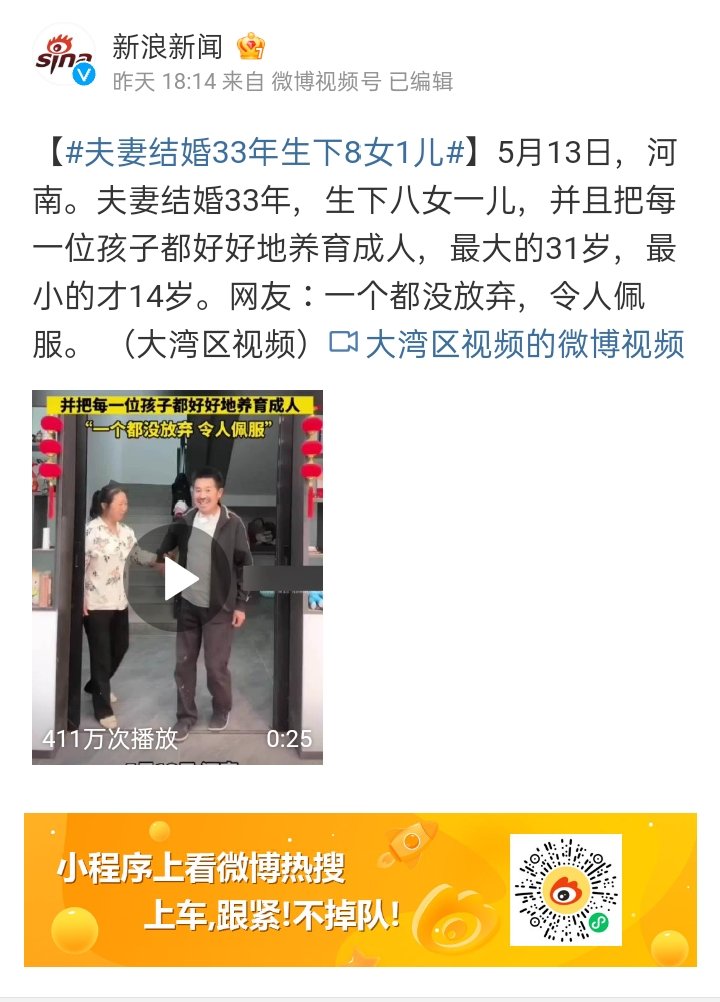 sina
新浪新闻
昨天 18:14 来自 微博视频号 已编辑
【#夫妻结婚33年生下8女1儿#】5月13日，河
南。夫妻结婚33年，生下八女一儿，并且把每
一位孩子都好好地养育成人，最大的31岁，最
小的才14岁。网友：一个都没放弃，令人佩
服。（大湾区视频）大湾区视频的微博视频
并把每一位孩子都好好地养育成人
“一个都没放弃 令人佩服”
411万次播放 0:25
小程序上看微博热搜
上车,跟紧!不掉队!